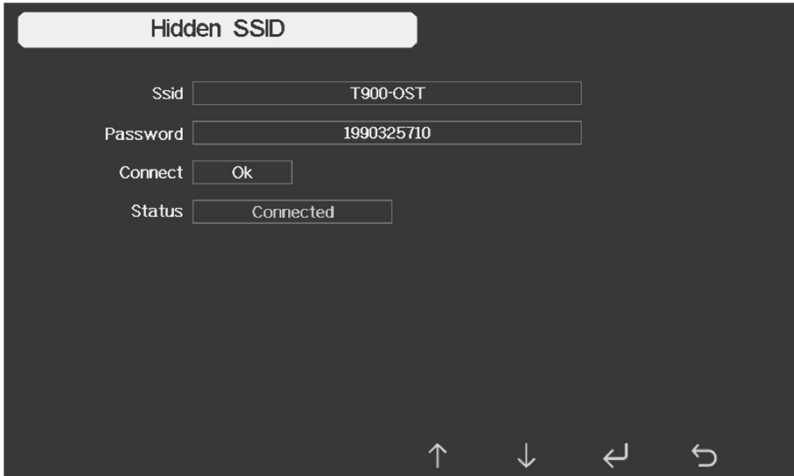 Hidden SSID
Ssid T900-OST
Password 1990325710
Connect Ok
Status Connected